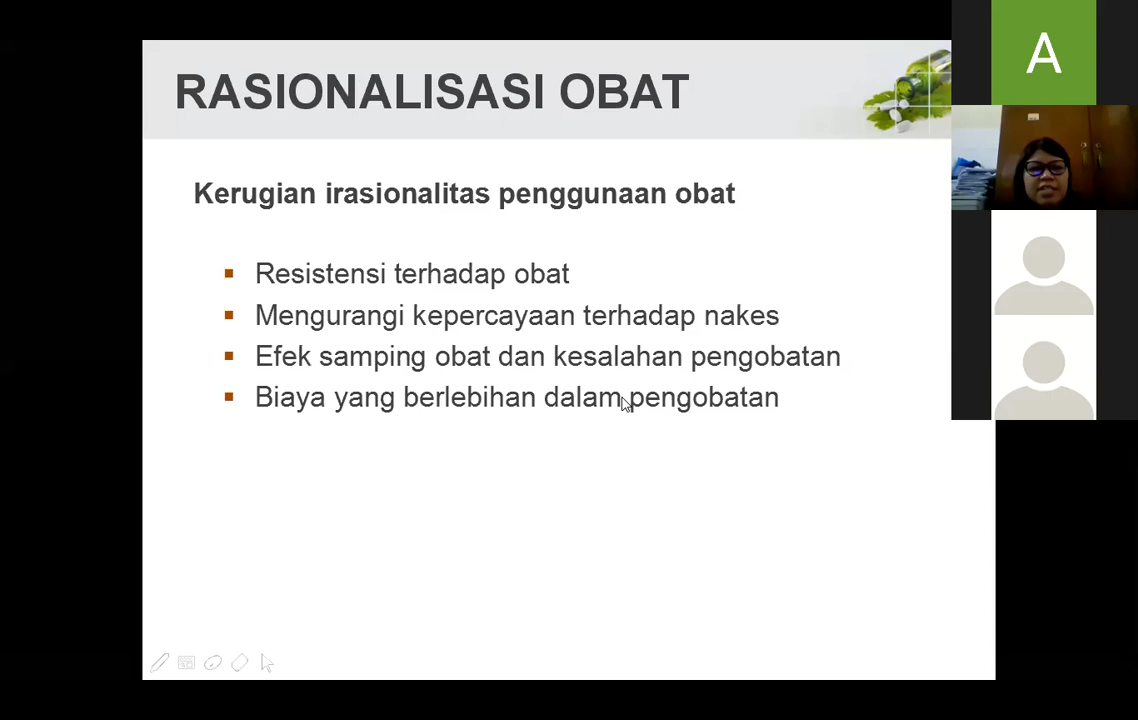 RASIONALISASI OBAT
Kerugian irasionalitas penggunaan obat
Resistensi terhadap obat
Mengurangi kepercayaan terhadap nakes
Efek samping obat dan kesalahan pengobatan
Biaya yang berlebihan dalam pengobatan
A